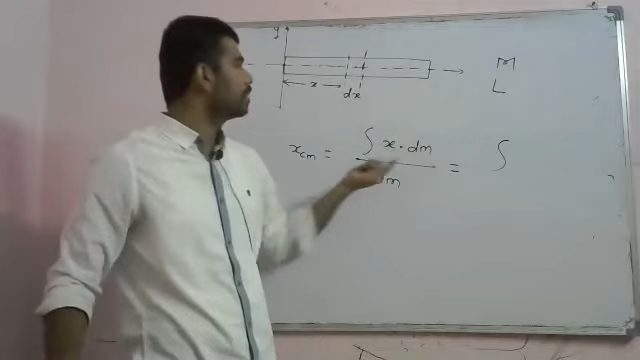 y
x
dx
M
L
x_cm = ∫ x · dm / m = ∫